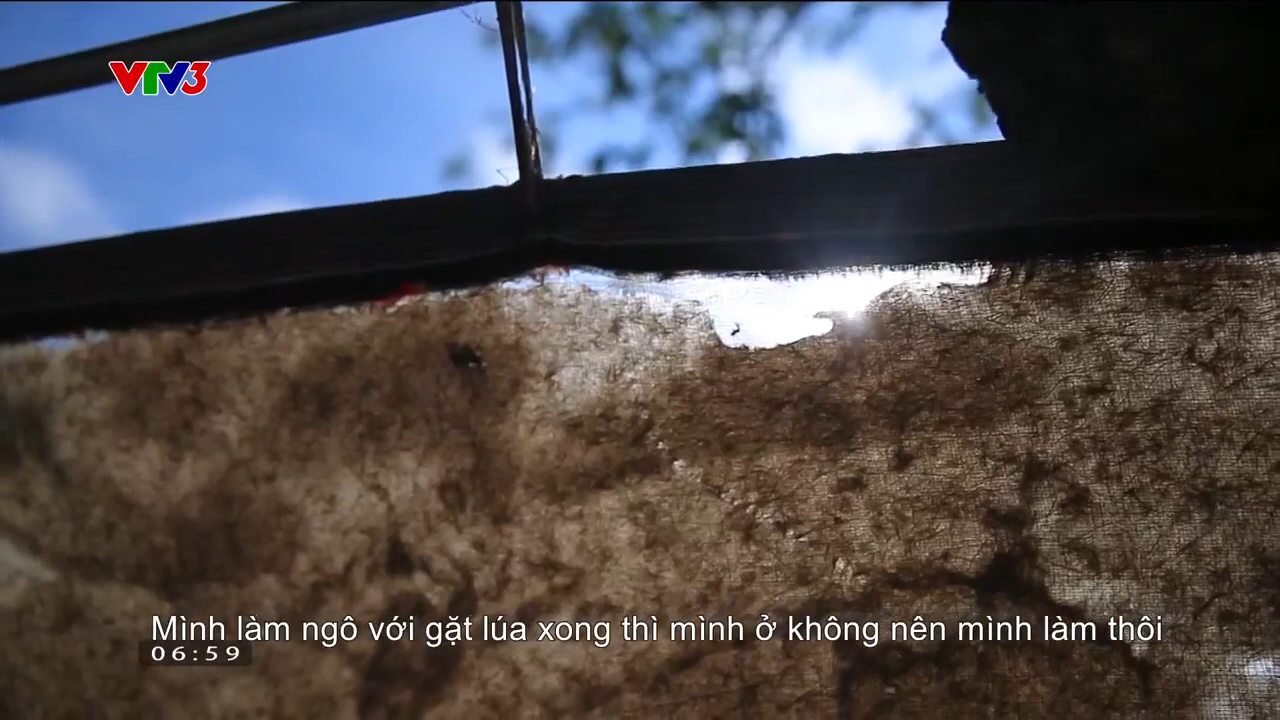 VTV3
Mình làm ngô với gặt lúa xong thì mình ở không nên mình làm thôi
06:59